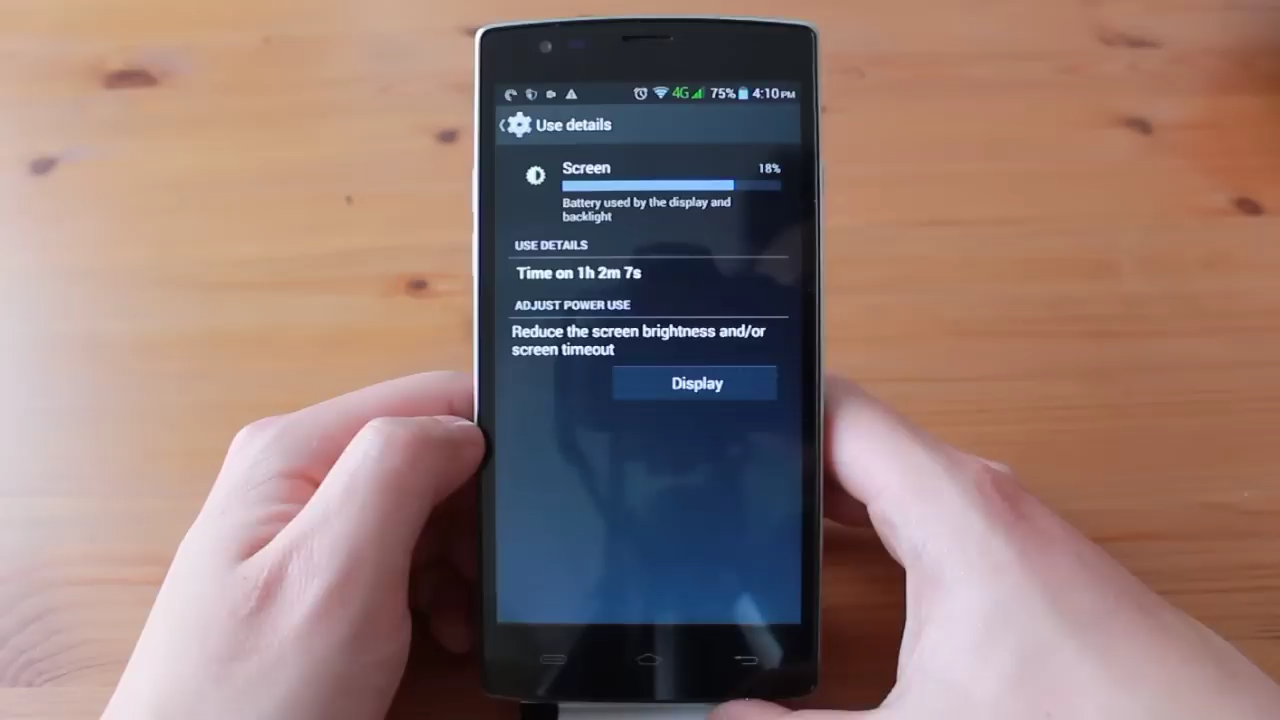 4G 75% 4:10 PM
Use details
Screen 18%
Battery used by the display and
backlight
USE DETAILS
Time on 1h 2m 7s
ADJUST POWER USE
Reduce the screen brightness and/or
screen timeout
Display